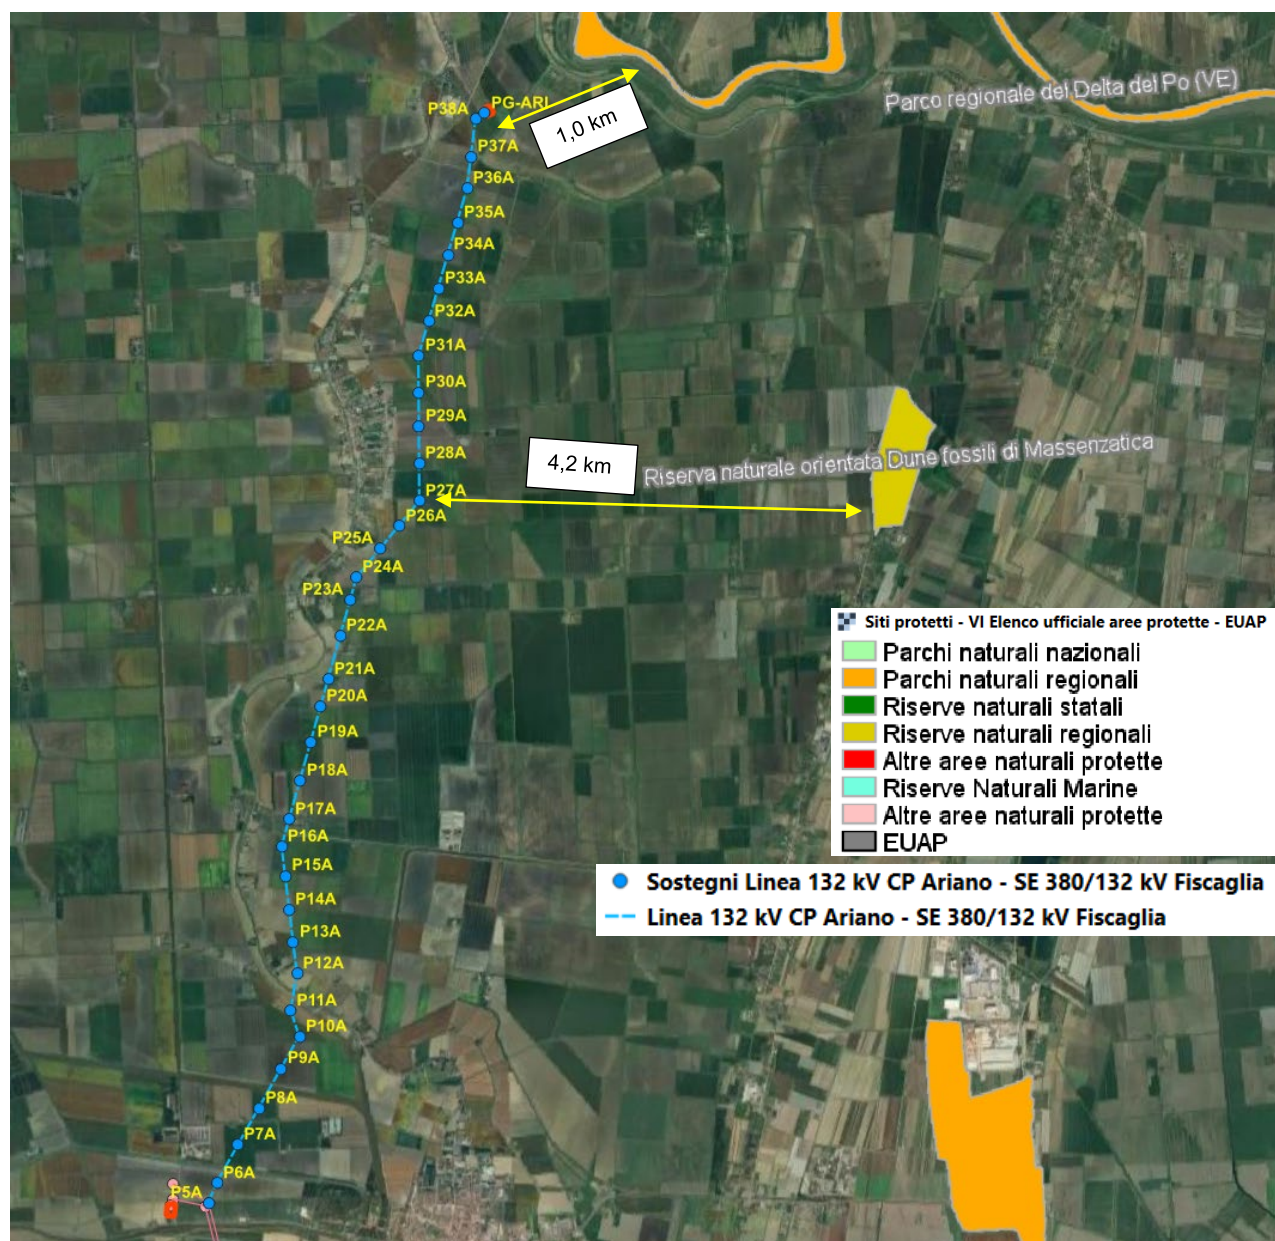 PG-ARI
P38A
Parco regionale del Delta del Po (VE)
1,0 km
P37A
P36A
P35A
P34A
P33A
P32A
P31A
P30A
P29A
P28A
4,2 km
Riserva naturale orientata Dune fossili di Massenzatica
P27A
P26A
P25A
P24A
P23A
P22A
P21A
P20A
P19A
P18A
P17A
P16A
P15A
P14A
P13A
P12A
P11A
P10A
P9A
P8A
P7A
P6A
P5A
Siti protetti - VI Elenco ufficiale aree protette - EUAP
Parchi naturali nazionali
Parchi naturali regionali
Riserve naturali statali
Riserve naturali regionali
Altre aree naturali protette
Riserve Naturali Marine
Altre aree naturali protette
EUAP
Sostegni Linea 132 kV CP Ariano - SE 380/132 kV Fiscaglia
Linea 132 kV CP Ariano - SE 380/132 kV Fiscaglia